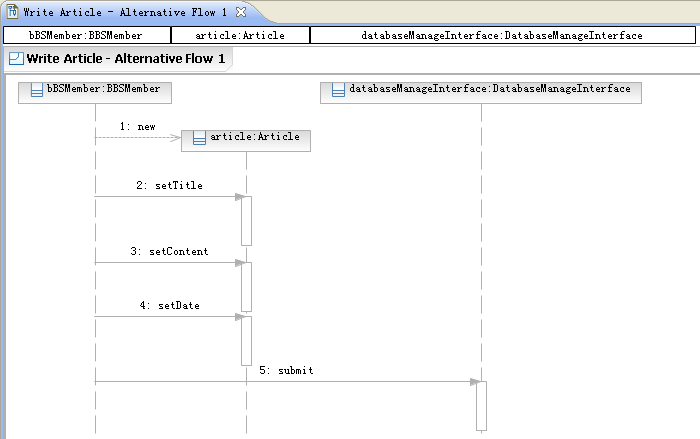 Write Article - Alternative Flow 1
bBSMember:BBSMember
article:Article
databaseManageInterface:DatabaseManageInterface
Write Article - Alternative Flow 1
bBSMember:BBSMember
databaseManageInterface:DatabaseManageInterface
1: new
article:Article
2: setTitle
3: setContent
4: setDate
5: submit